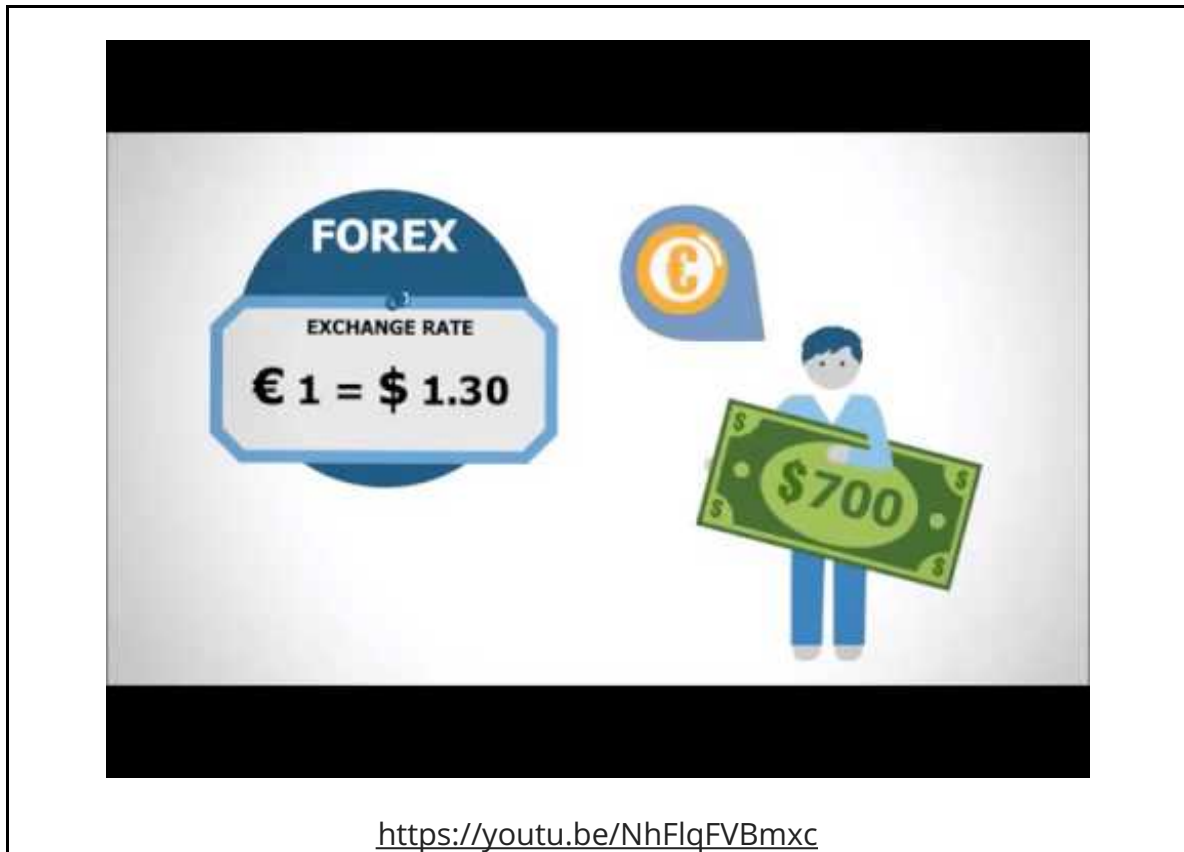 FOREX
EXCHANGE RATE
€ 1 = $ 1.30
€
$
$700
$
$
$
https://youtu.be/NhFlqFVBmxc